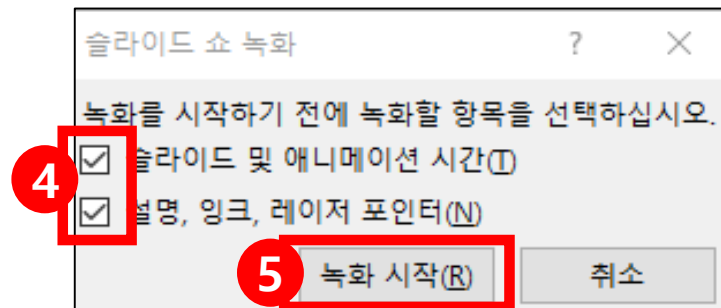 슬라이드 쇼 녹화 ? ×
녹화를 시작하기 전에 녹화할 항목을 선택하십시오.
4
슬라이드 및 애니메이션 시간(T)
설명, 잉크, 레이저 포인터(N)
5 녹화 시작(R) 취소